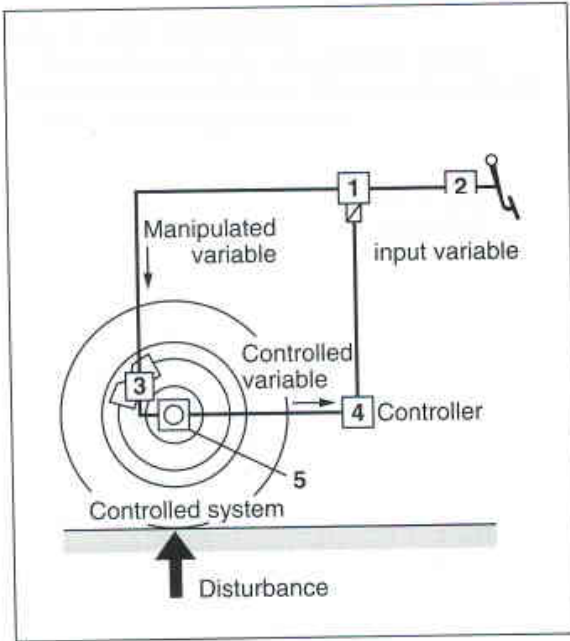 1
2
Manipulated
variable
input variable
3
Controlled
variable
4
Controller
5
Controlled system
Disturbance